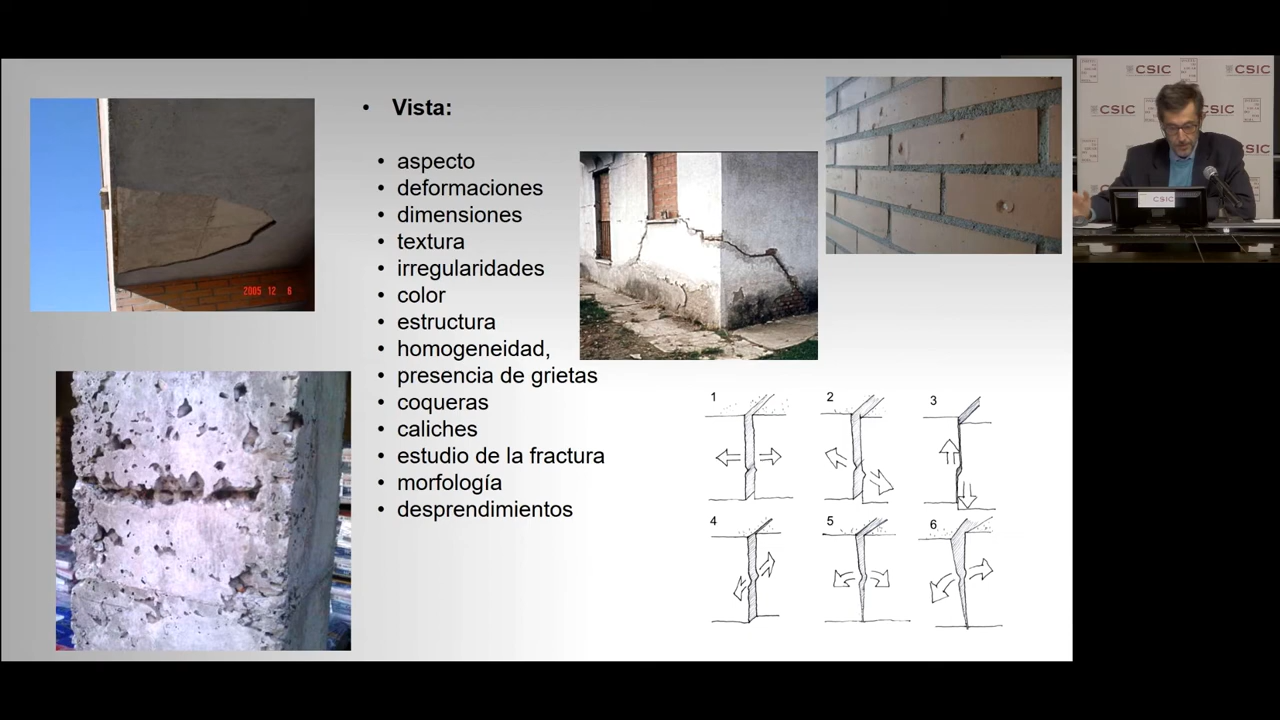 Vista:
aspecto
deformaciones
dimensiones
textura
irregularidades
color
estructura
homogeneidad,
presencia de grietas
coqueras
caliches
estudio de la fractura
morfología
desprendimientos
2005 12 6
1
2
3
4
5
6
CSIC
CSIC
CSIC
CSIC
CSIC
CSIC